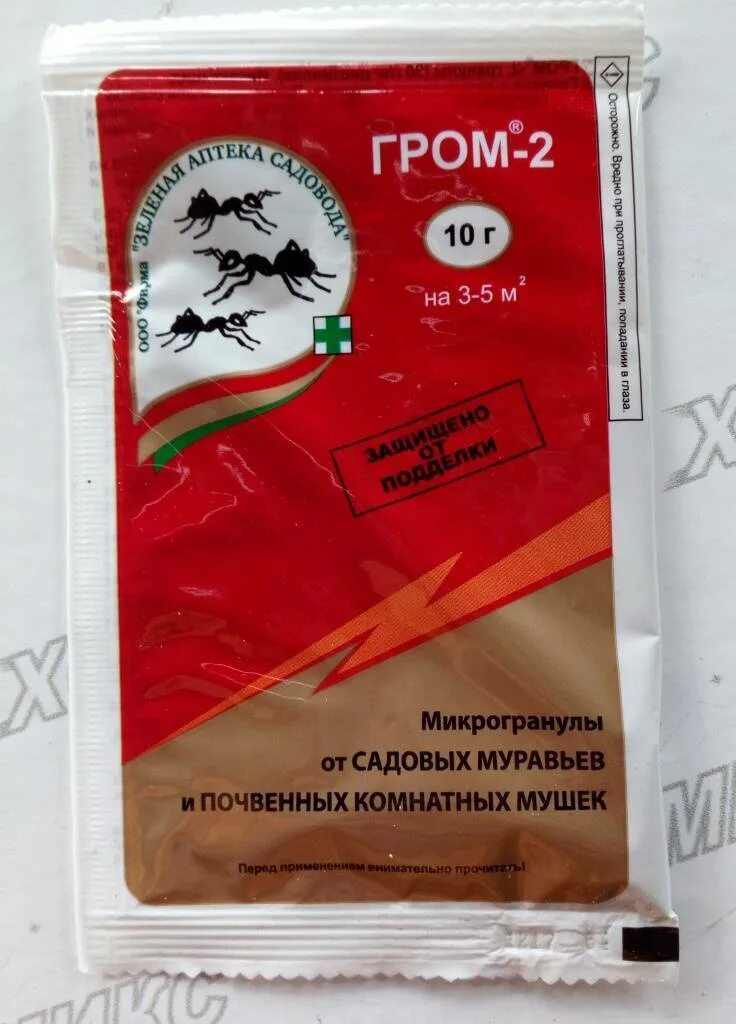 ГРОМ®-2
ООО "Фирма "ЗЕЛЕНАЯ АПТЕКА САДОВОДА"
10 г
на 3-5 м²
Осторожно. Вредно при проглатывании, попадании в глаза.
ЗАЩИЩЕНО
ОТ
ПОДДЕЛКИ
Микрогранулы
от САДОВЫХ МУРАВЬЕВ
и ПОЧВЕННЫХ КОМНАТНЫХ МУШЕК
Перед применением внимательно прочитать!
Х
Х
МИКС